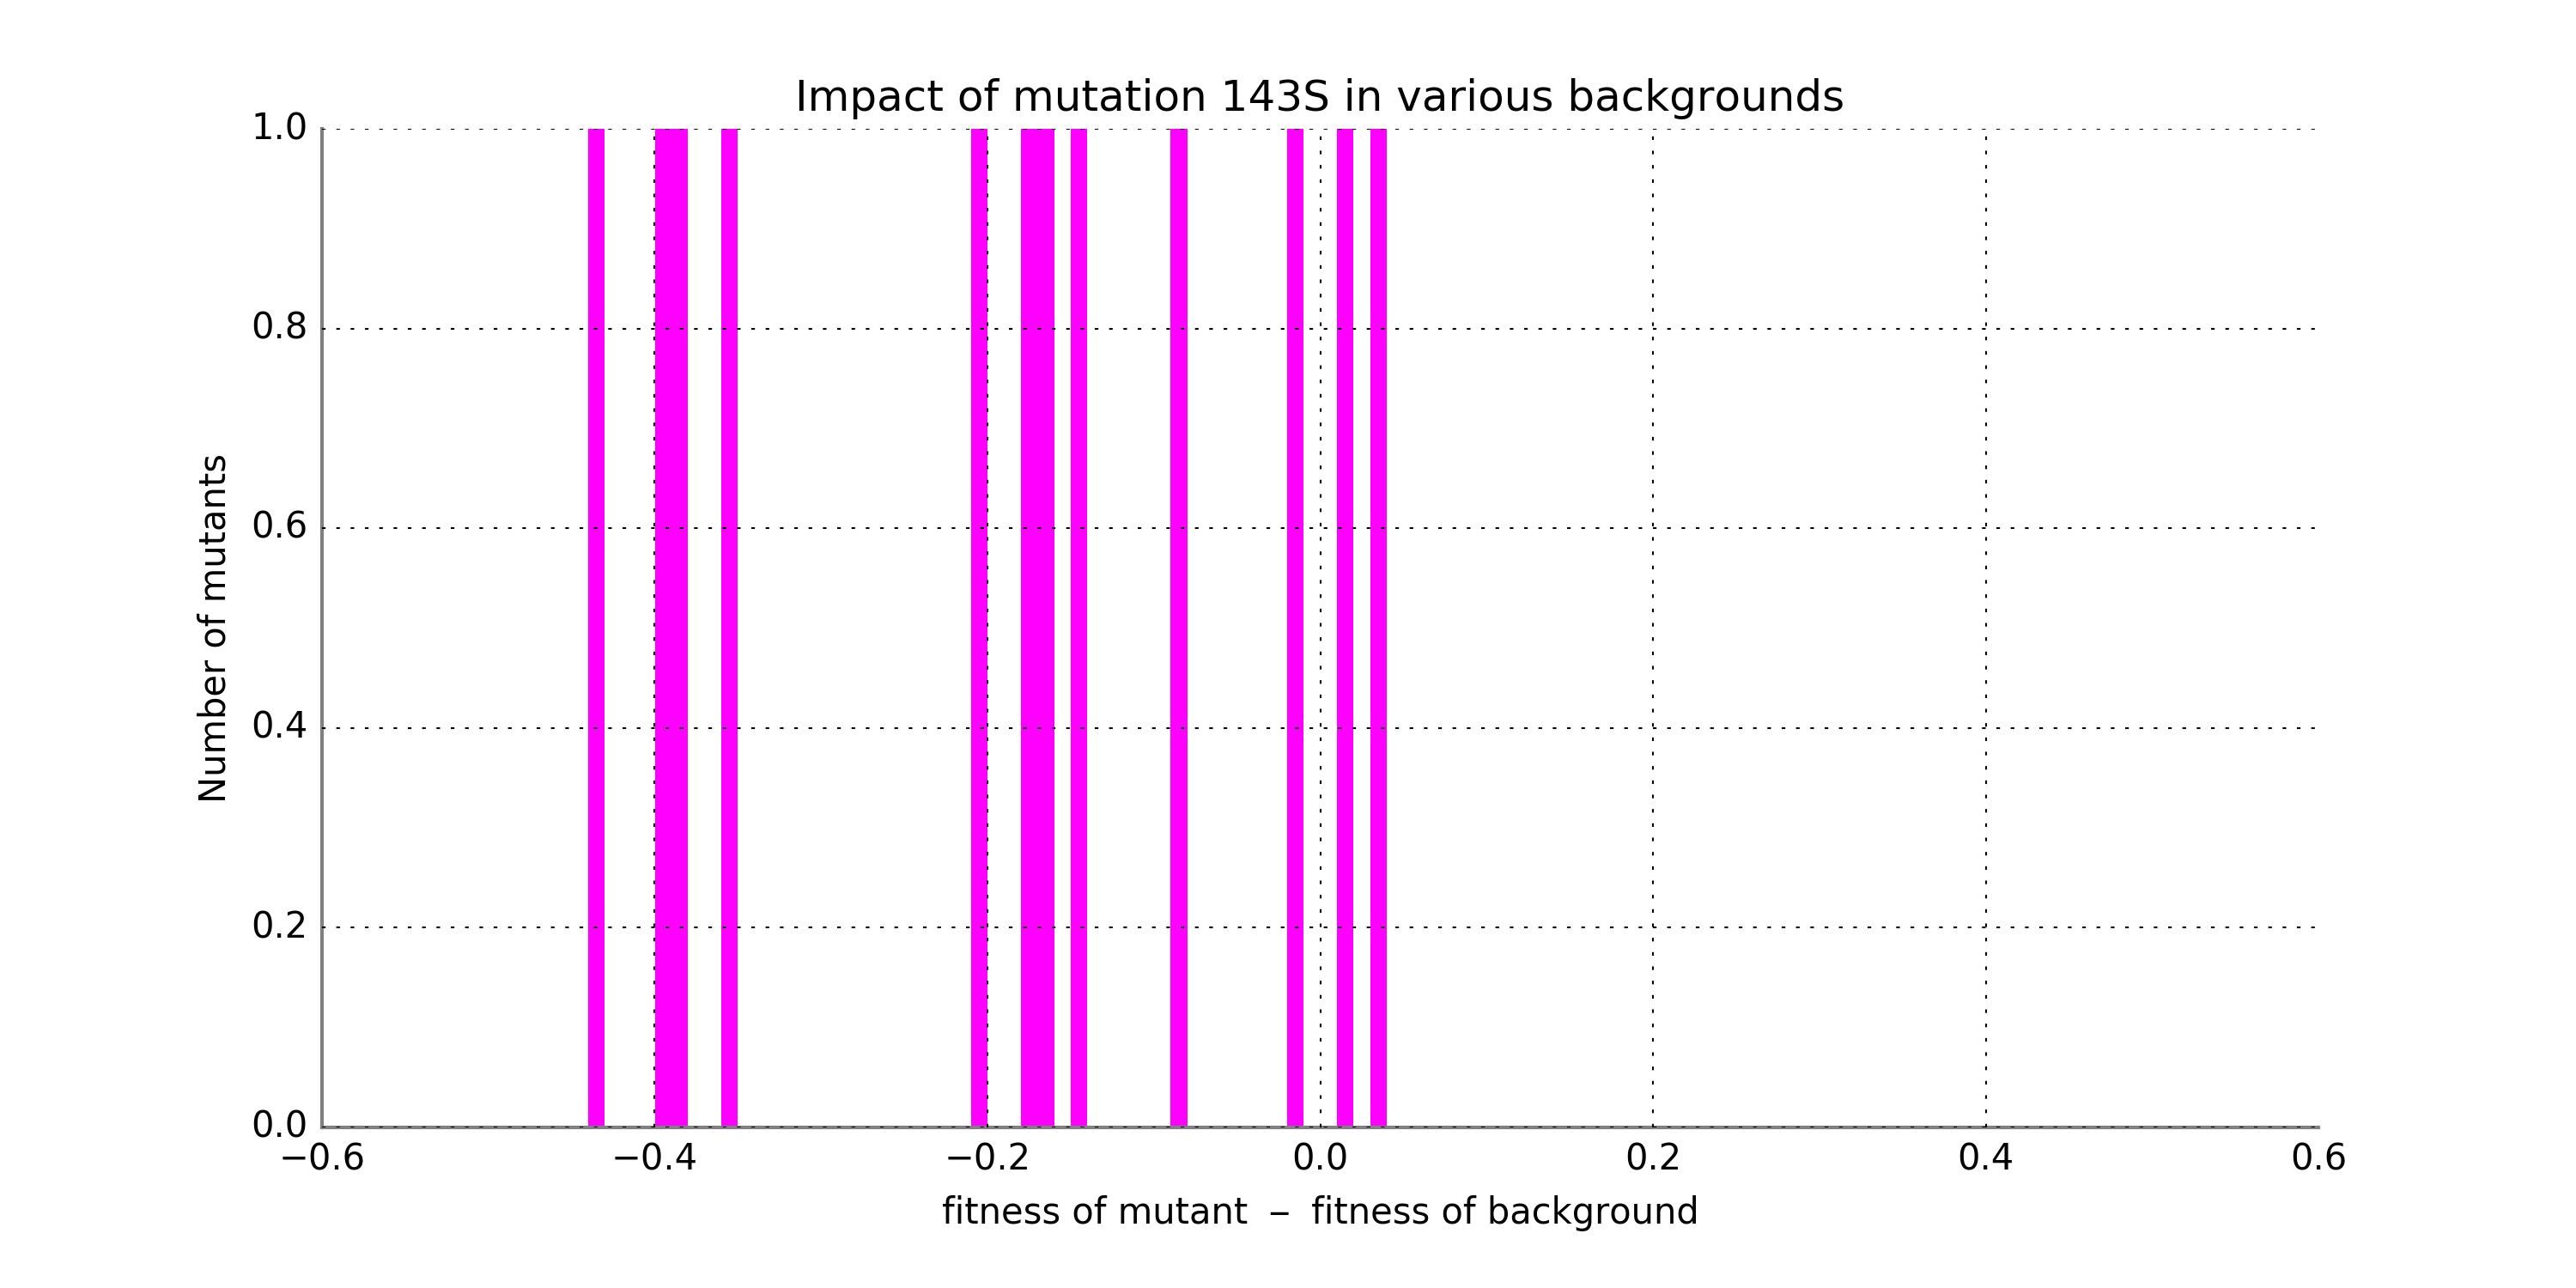 Impact of mutation 143S in various backgrounds
1.0
0.8
0.6
0.4
0.2
0.0
Number of mutants
−0.6 −0.4 −0.2 0.0 0.2 0.4 0.6
fitness of mutant − fitness of background